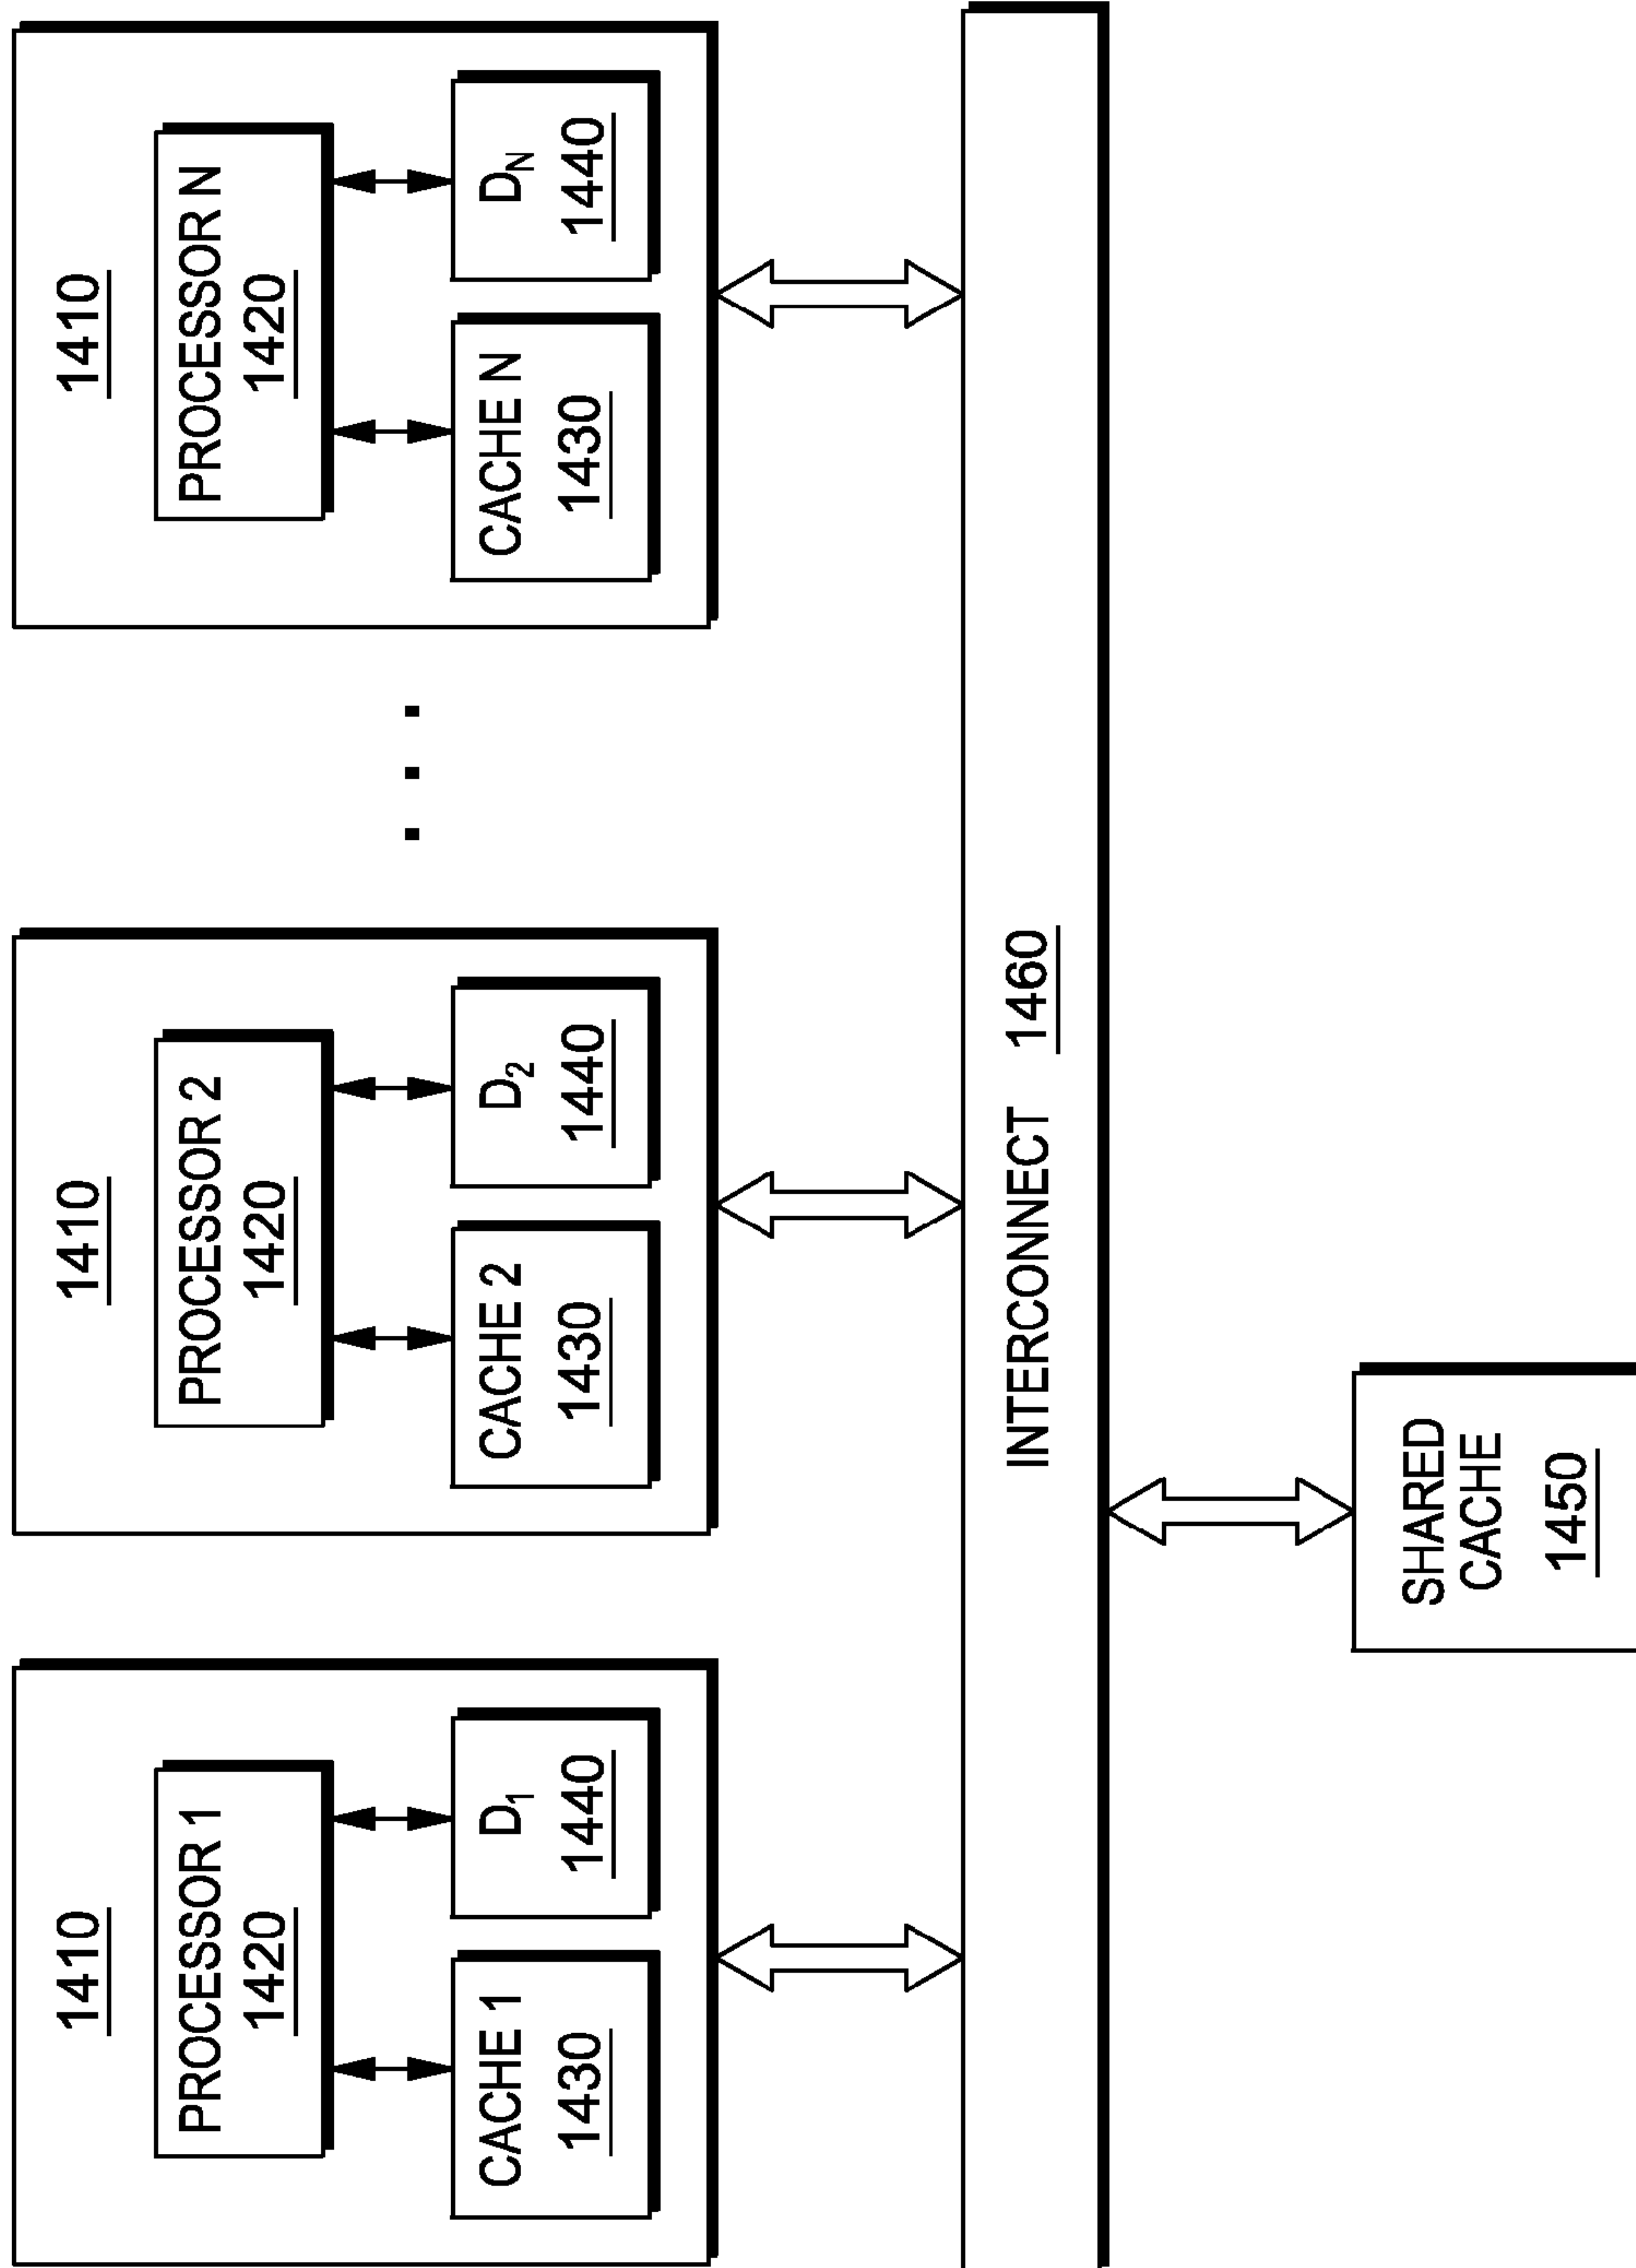 1410
PROCESSOR 1
1420
CACHE 1
1430
D₁
1440
1410
PROCESSOR 2
1420
CACHE 2
1430
D₂
1440
. . .
1410
PROCESSOR N
1420
CACHE N
1430
D_N
1440
INTERCONNECT 1460
SHARED
CACHE
1450